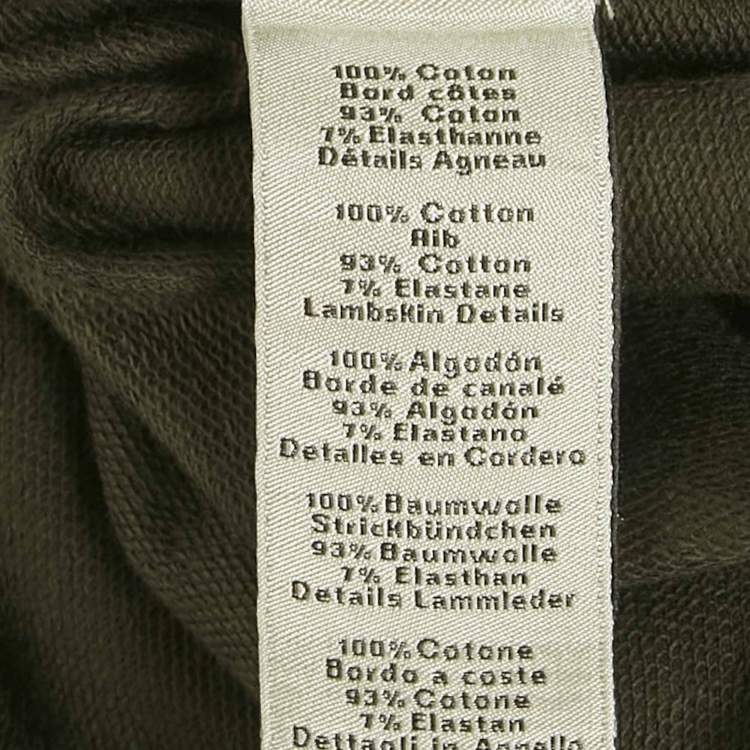 100% Coton
Bord côtes
93% Coton
7% Elasthanne
Détails Agneau
100% Cotton
Rib
93% Cotton
7% Elastane
Lambskin Details
100% Algodón
Borde de canalé
93% Algodón
7% Elastano
Detalles en Cordero
100% Baumwolle
Strickbündchen
93% Baumwolle
7% Elasthan
Details Lammleder
100% Cotone
Bordo a coste
93% Cotone
7% Elastan
Dettagli in Agnello